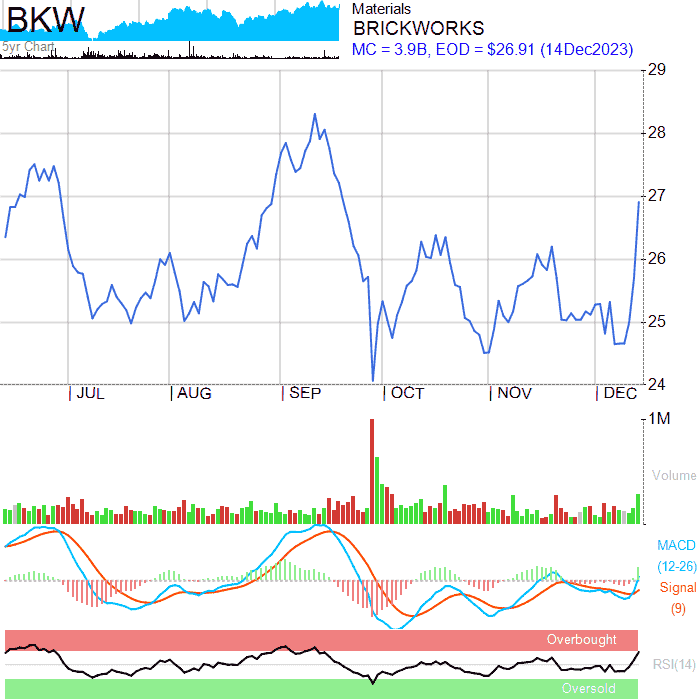 BKW
5yr Chart
Materials
BRICKWORKS
MC = 3.9B, EOD = $26.91 (14Dec2023)
29
28
27
26
25
24
JUL AUG SEP OCT NOV DEC
1M
Volume
MACD
(12-26)
Signal
(9)
Overbought
RSI(14)
Oversold